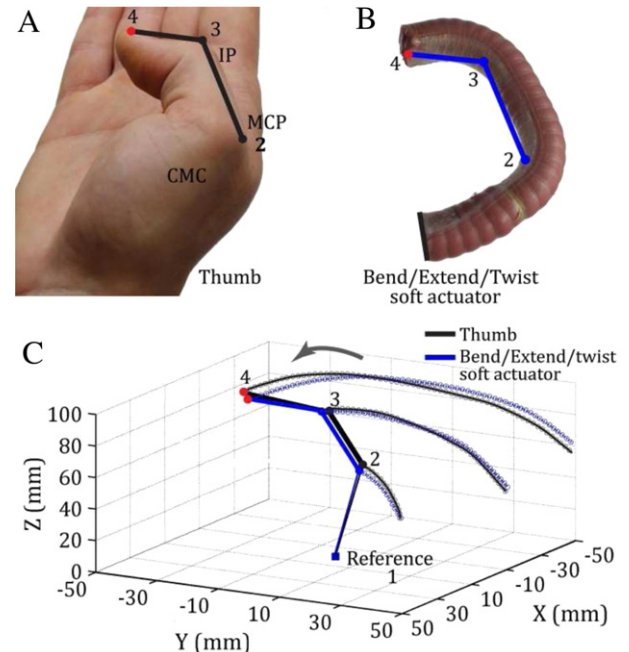 A
4
3
IP
MCP
2
CMC
Thumb
B
4
3
2
Bend/Extend/Twist
soft actuator
C
Thumb
Bend/Extend/twist
soft actuator
4
3
2
Reference
1
100
80
60
40
20
0
Z (mm)
-50
-30
-10
10
30
50
Y (mm)
50
30
10
-10
-30
-50
X (mm)